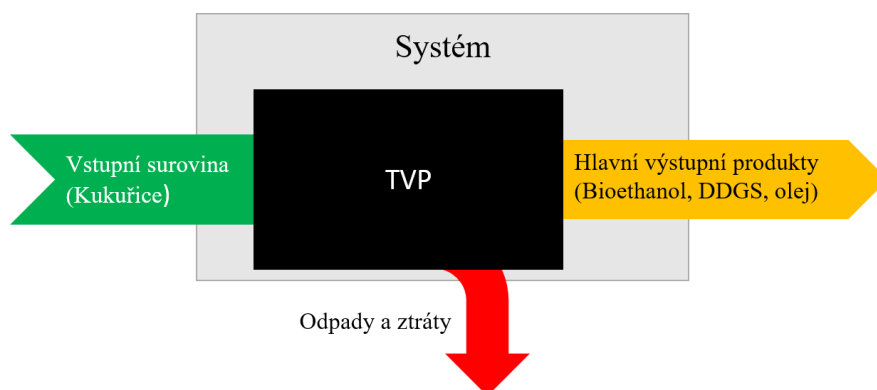 Systém
Vstupní surovina
(Kukuřice)
TVP
Hlavní výstupní produkty
(Bioethanol, DDGS, olej)
Odpady a ztráty